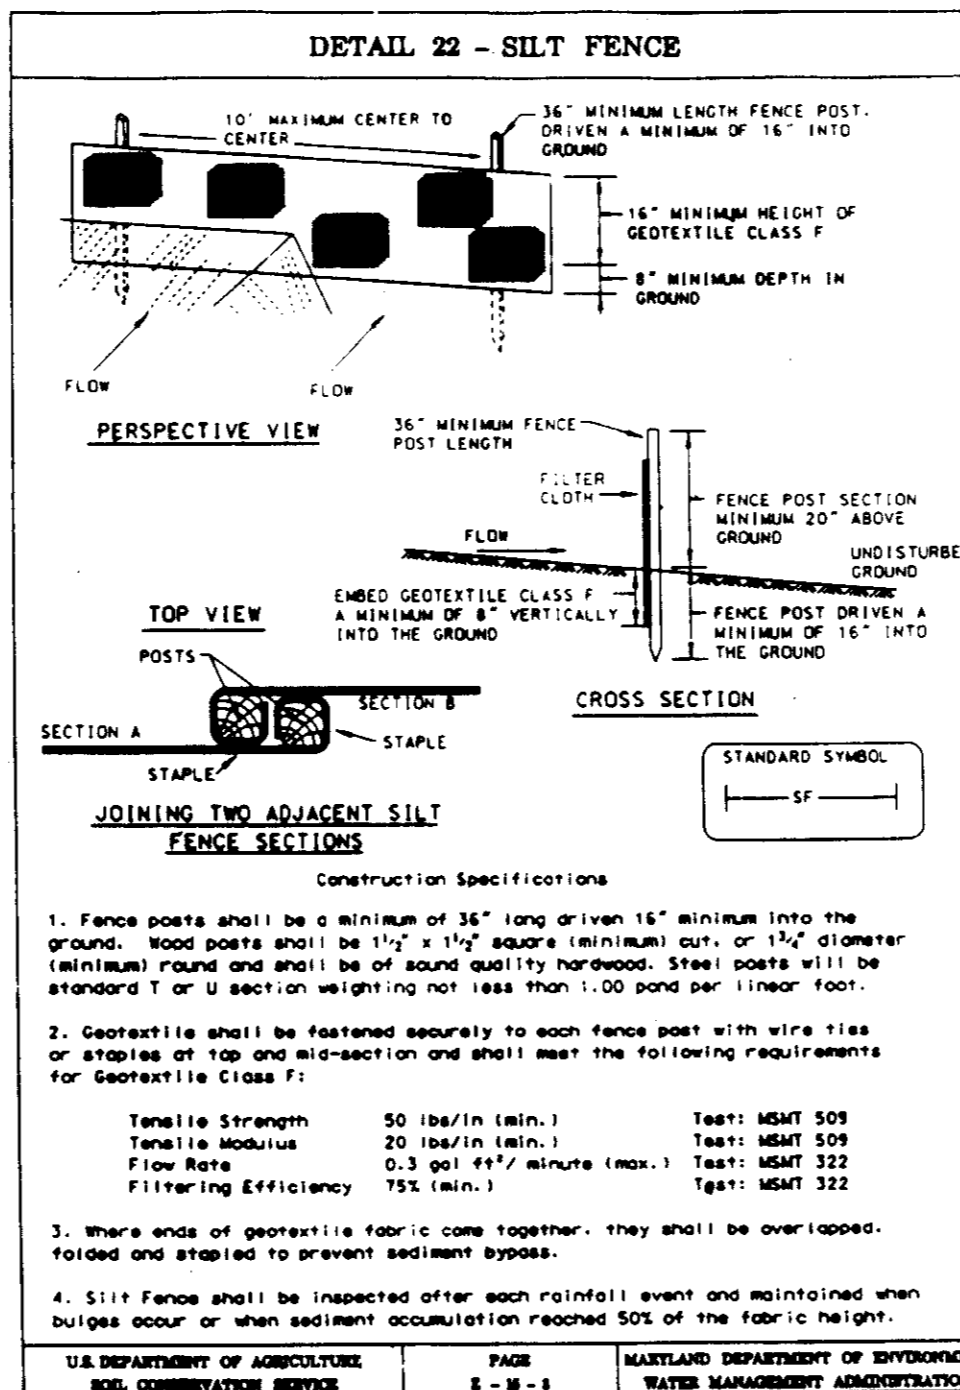 DETAIL 22 - SILT FENCE
10' MAXIMUM CENTER TO
CENTER
36" MINIMUM LENGTH FENCE POST.
DRIVEN A MINIMUM OF 16" INTO
GROUND
16" MINIMUM HEIGHT OF
GEOTEXTILE CLASS F
8" MINIMUM DEPTH IN
GROUND
FLOW
FLOW
PERSPECTIVE VIEW
36" MINIMUM FENCE
POST LENGTH
FILTER
CLOTH
FENCE POST SECTION
MINIMUM 20" ABOVE
GROUND
FLOW
UNDISTURBE
GROUND
EMBED GEOTEXTILE CLASS F
A MINIMUM OF 8" VERTICALLY
INTO THE GROUND
FENCE POST DRIVEN A
MINIMUM OF 16" INTO
THE GROUND
CROSS SECTION
TOP VIEW
POSTS
SECTION B
SECTION A
STAPLE
STAPLE
JOINING TWO ADJACENT SILT
FENCE SECTIONS
STANDARD SYMBOL
SF
Construction Specifications
1. Fence posts shall be a minimum of 36" long driven 16" minimum into the
ground. Wood posts shall be 1½" x 1½" square (minimum) cut, or 1¾" diameter
(minimum) round and shall be of sound quality hardwood. Steel posts will be
standard T or U section weighting not less than 1.00 pond per linear foot.
2. Geotextile shall be fastened securely to each fence post with wire ties
or staples at top and mid-section and shall meet the following requirements
for Geotextile Class F:
Tensile Strength 50 lbs/in (min.) Test: MSMT 509
Tensile Modulus 20 lbs/in (min.) Test: MSMT 509
Flow Rate 0.3 gal ft²/ minute (max.) Test: MSMT 322
Filtering Efficiency 75% (min.) Test: MSMT 322
3. Where ends of geotextile fabric come together, they shall be overlapped,
folded and stapled to prevent sediment bypass.
4. Silt Fence shall be inspected after each rainfall event and maintained when
bulges occur or when sediment accumulation reached 50% of the fabric height.
U.S. DEPARTMENT OF AGRICULTURE
SOIL CONSERVATION SERVICE
PAGE
E - 15 - 3
MARYLAND DEPARTMENT OF ENVIRONM
WATER MANAGEMENT ADMINISTRATIO